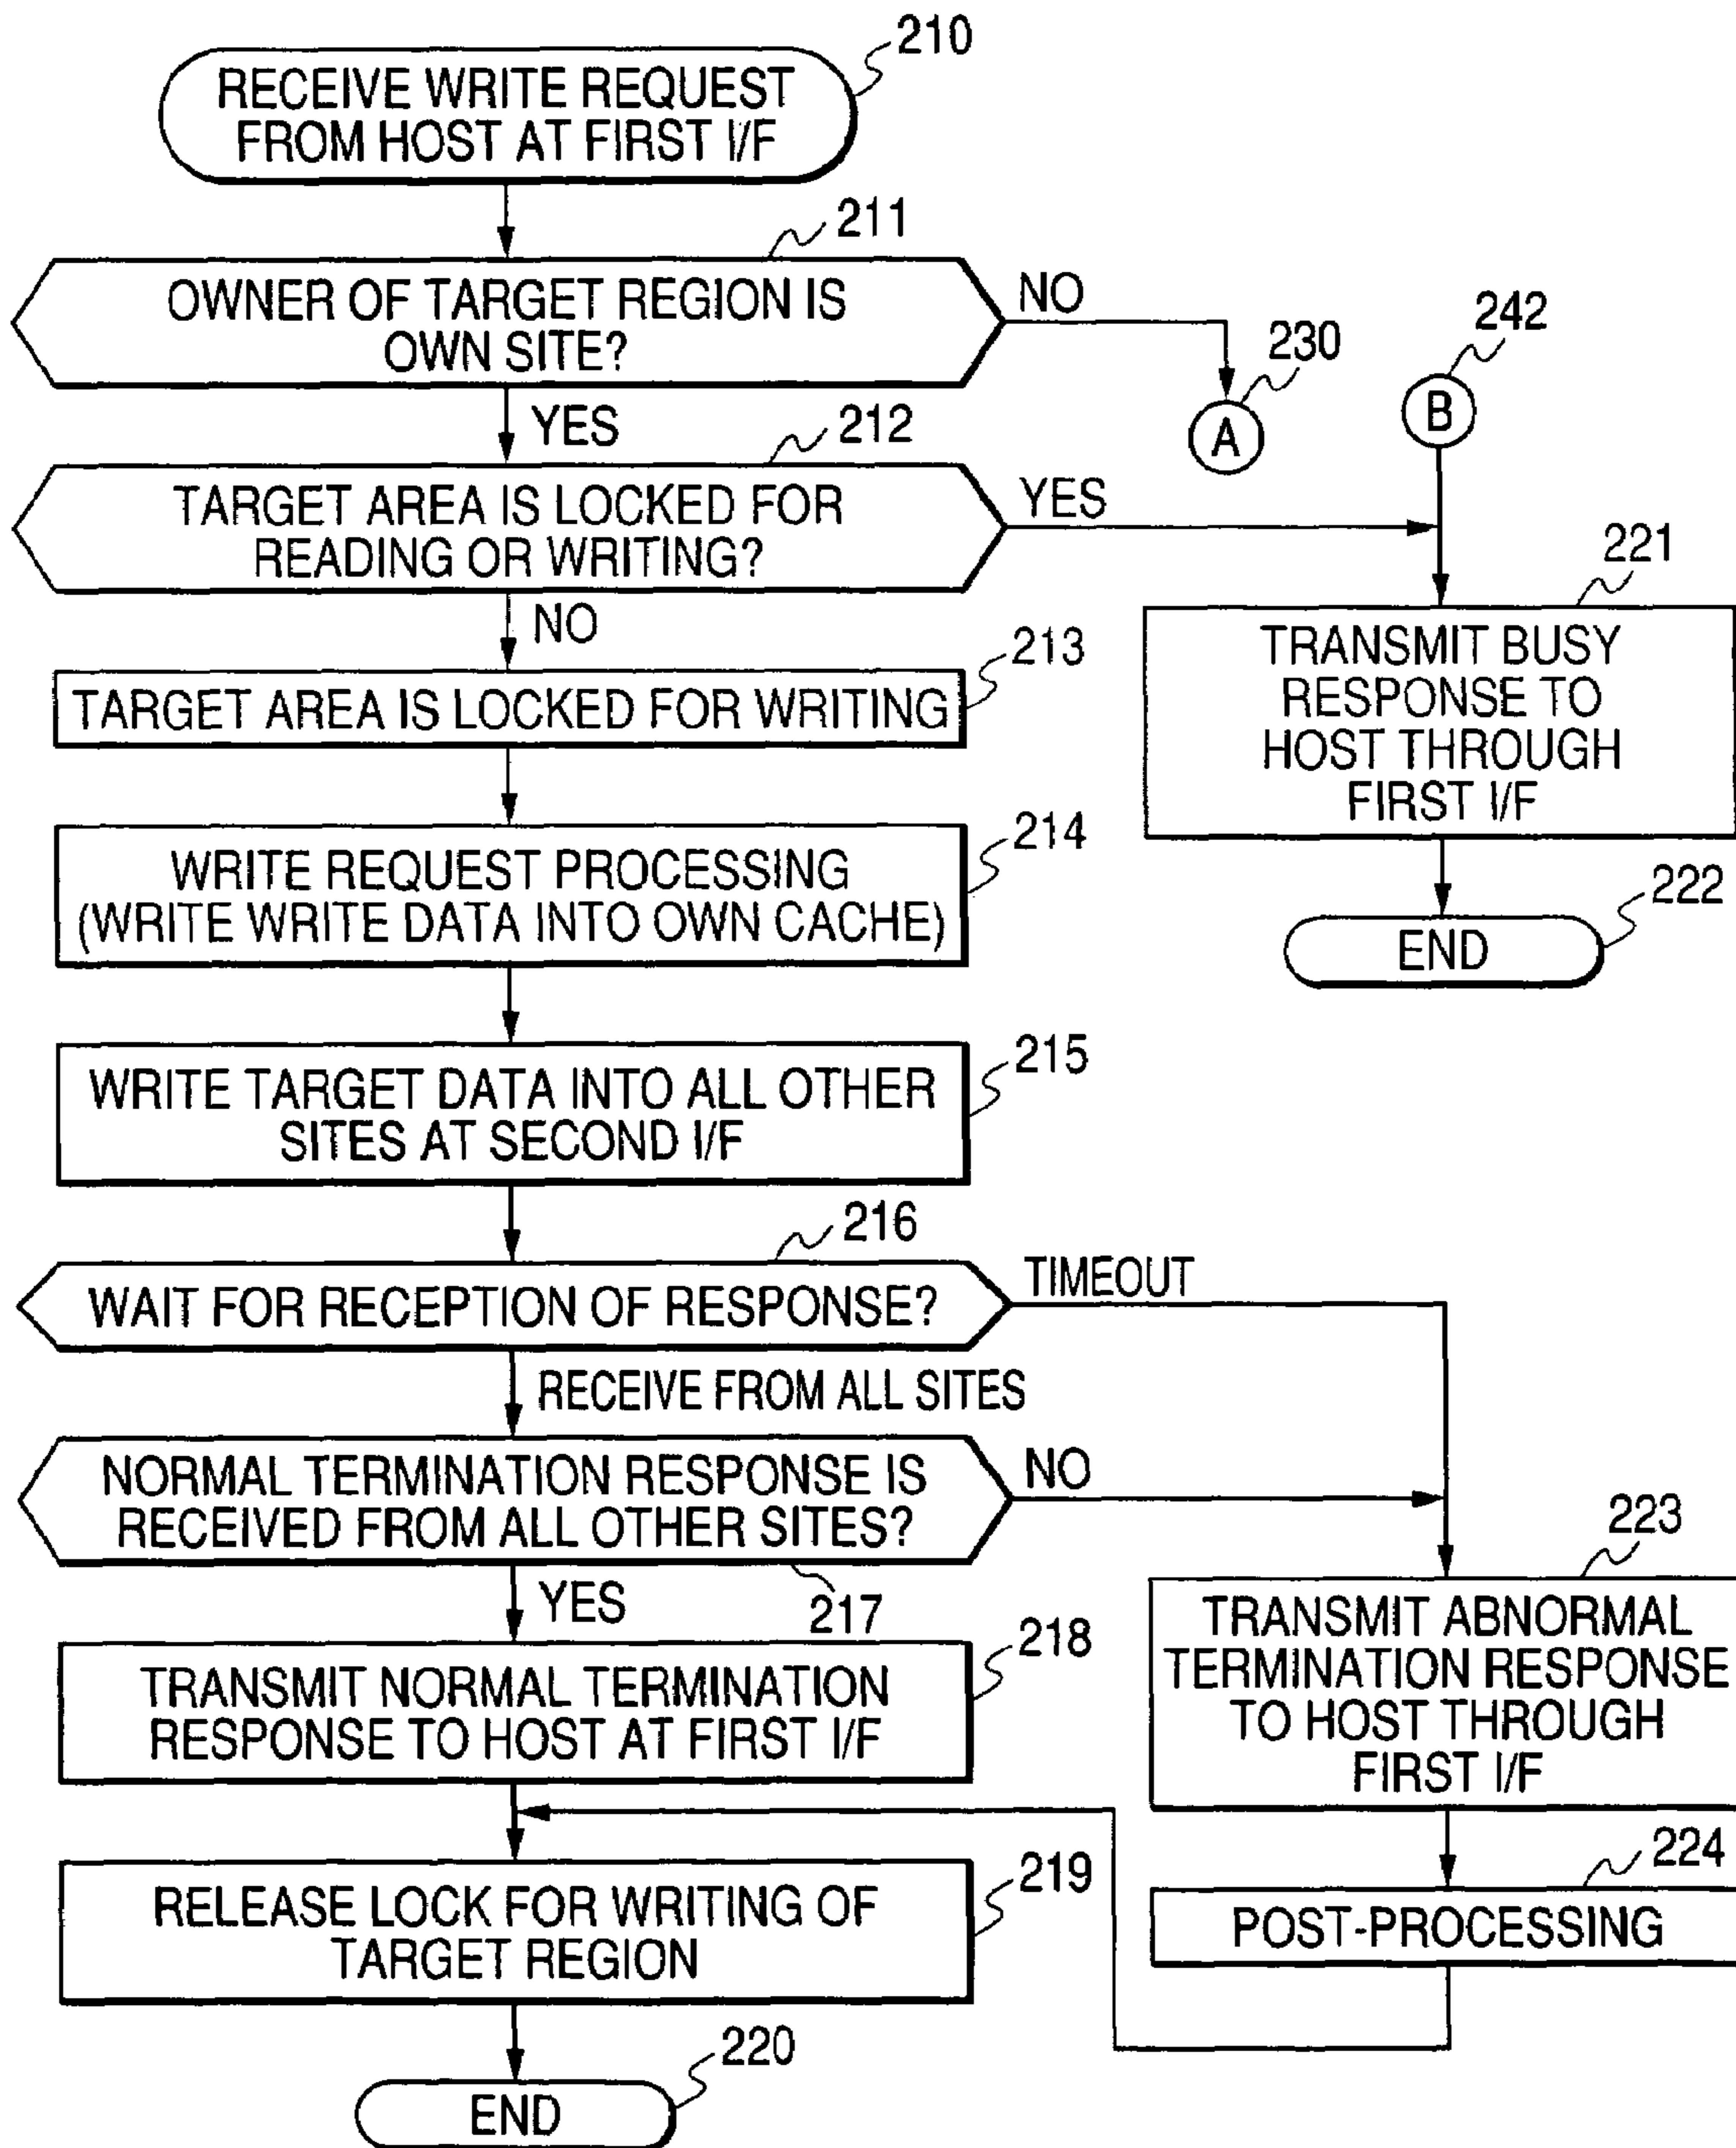 210
RECEIVE WRITE REQUEST
FROM HOST AT FIRST I/F
211
OWNER OF TARGET REGION IS
OWN SITE?
NO
230
A
242
B
YES
212
TARGET AREA IS LOCKED FOR
READING OR WRITING?
YES
NO
221
TRANSMIT BUSY
RESPONSE TO
HOST THROUGH
FIRST I/F
222
END
213
TARGET AREA IS LOCKED FOR WRITING
214
WRITE REQUEST PROCESSING
(WRITE WRITE DATA INTO OWN CACHE)
215
WRITE TARGET DATA INTO ALL OTHER
SITES AT SECOND I/F
216
WAIT FOR RECEPTION OF RESPONSE?
TIMEOUT
RECEIVE FROM ALL SITES
NORMAL TERMINATION RESPONSE IS
RECEIVED FROM ALL OTHER SITES?
NO
217
YES
223
TRANSMIT ABNORMAL
TERMINATION RESPONSE
TO HOST THROUGH
FIRST I/F
218
TRANSMIT NORMAL TERMINATION
RESPONSE TO HOST AT FIRST I/F
224
POST-PROCESSING
219
RELEASE LOCK FOR WRITING OF
TARGET REGION
220
END